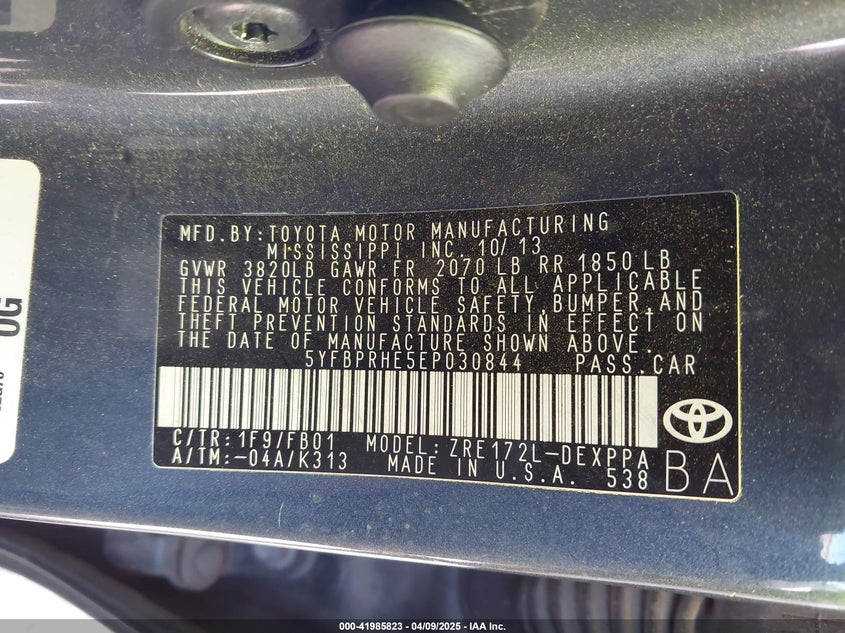 MFD.BY:TOYOTA MOTOR MANUFACTURING
MISSISSIPPI INC. 10/13
GVWR 3820LB GAWR FR 2070 LB RR 1850 LB
THIS VEHICLE CONFORMS TO ALL APPLICABLE
FEDERAL MOTOR VEHICLE SAFETY, BUMPER, AND
THEFT PREVENTION STANDARDS IN EFFECT ON
THE DATE OF MANUFACTURE SHOWN ABOVE.
5YFBPRHE5EP030844 PASS.CAR
C/TR:1F9/FB01 MODEL:ZRE172L-DEXPPA
A/TM:-04A/K313 MADE IN U.S.A. 538
BA
OG
000-41985823 - 04/09/2025 - IAA Inc.